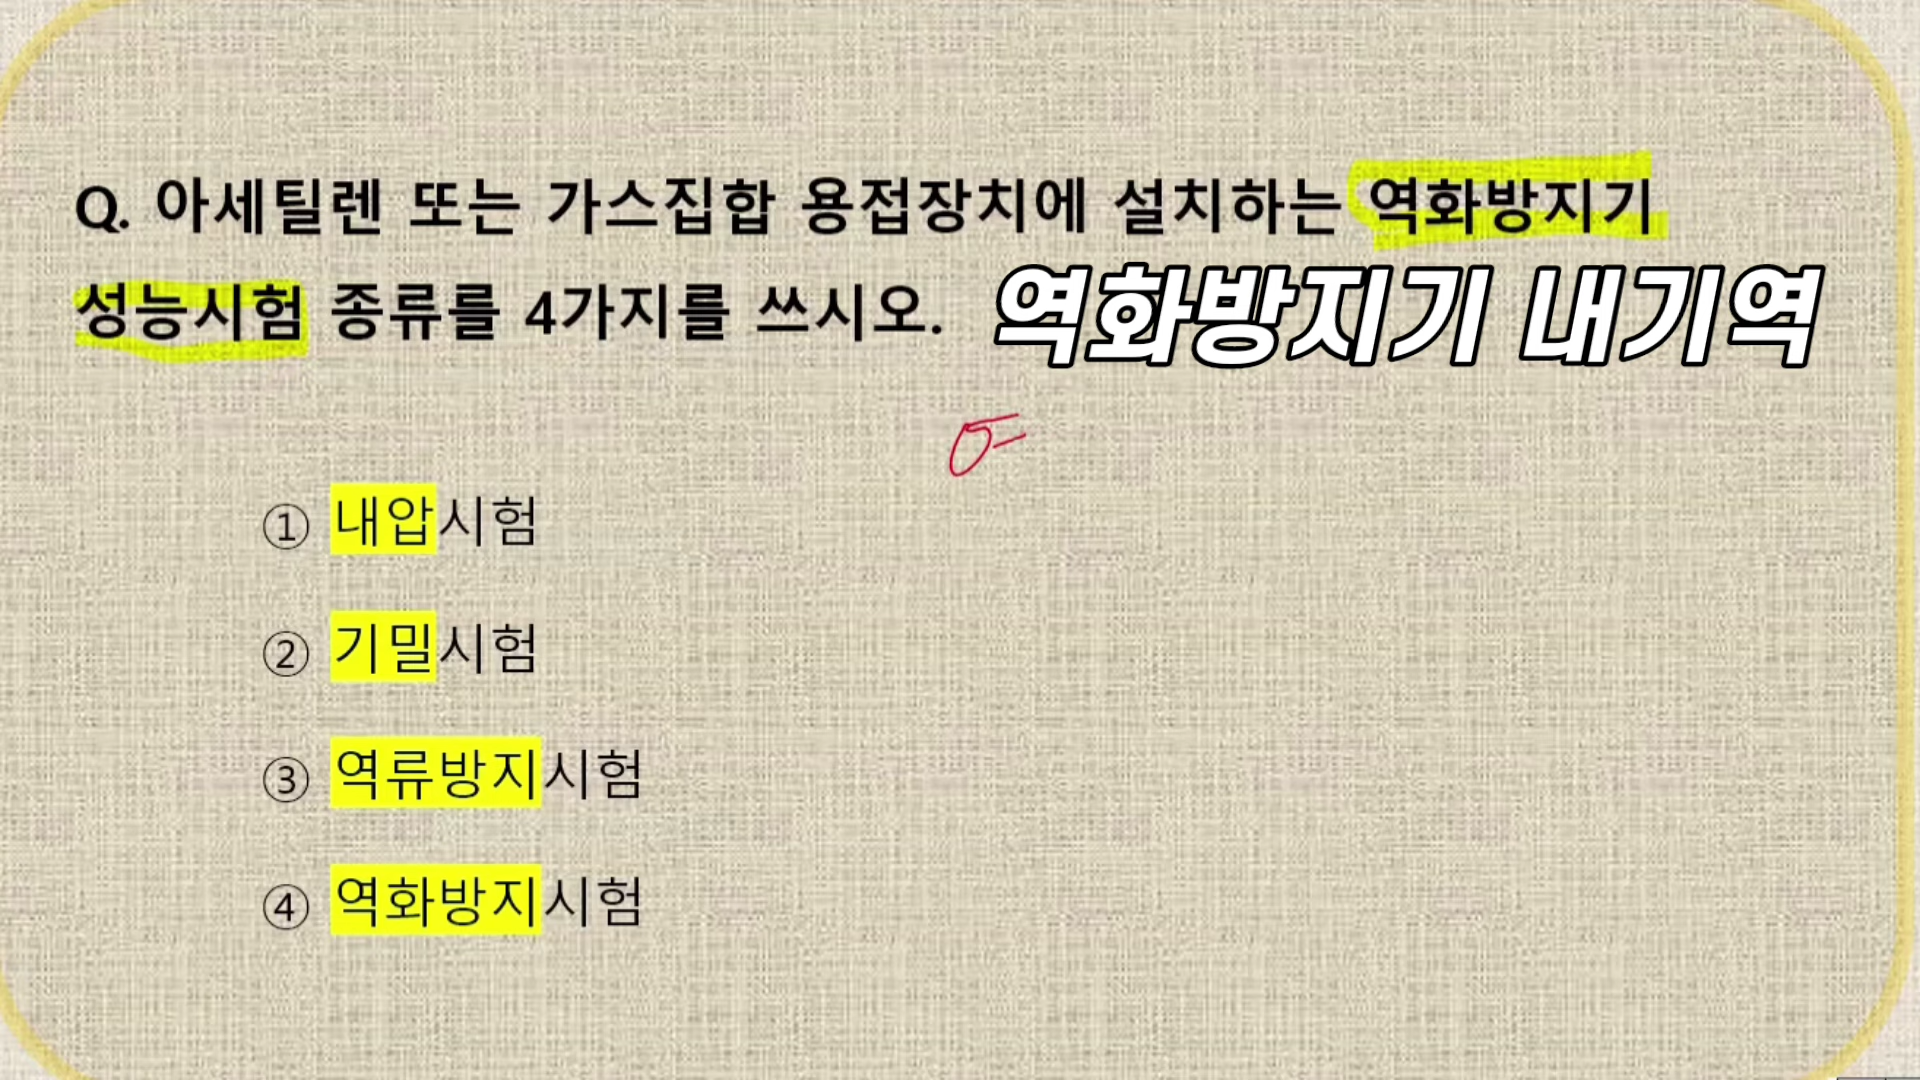 Q. 아세틸렌 또는 가스집합 용접장치에 설치하는 역화방지기
성능시험 종류를 4가지를 쓰시오.
역화방지기 내기역
① 내압시험
② 기밀시험
③ 역류방지시험
④ 역화방지시험